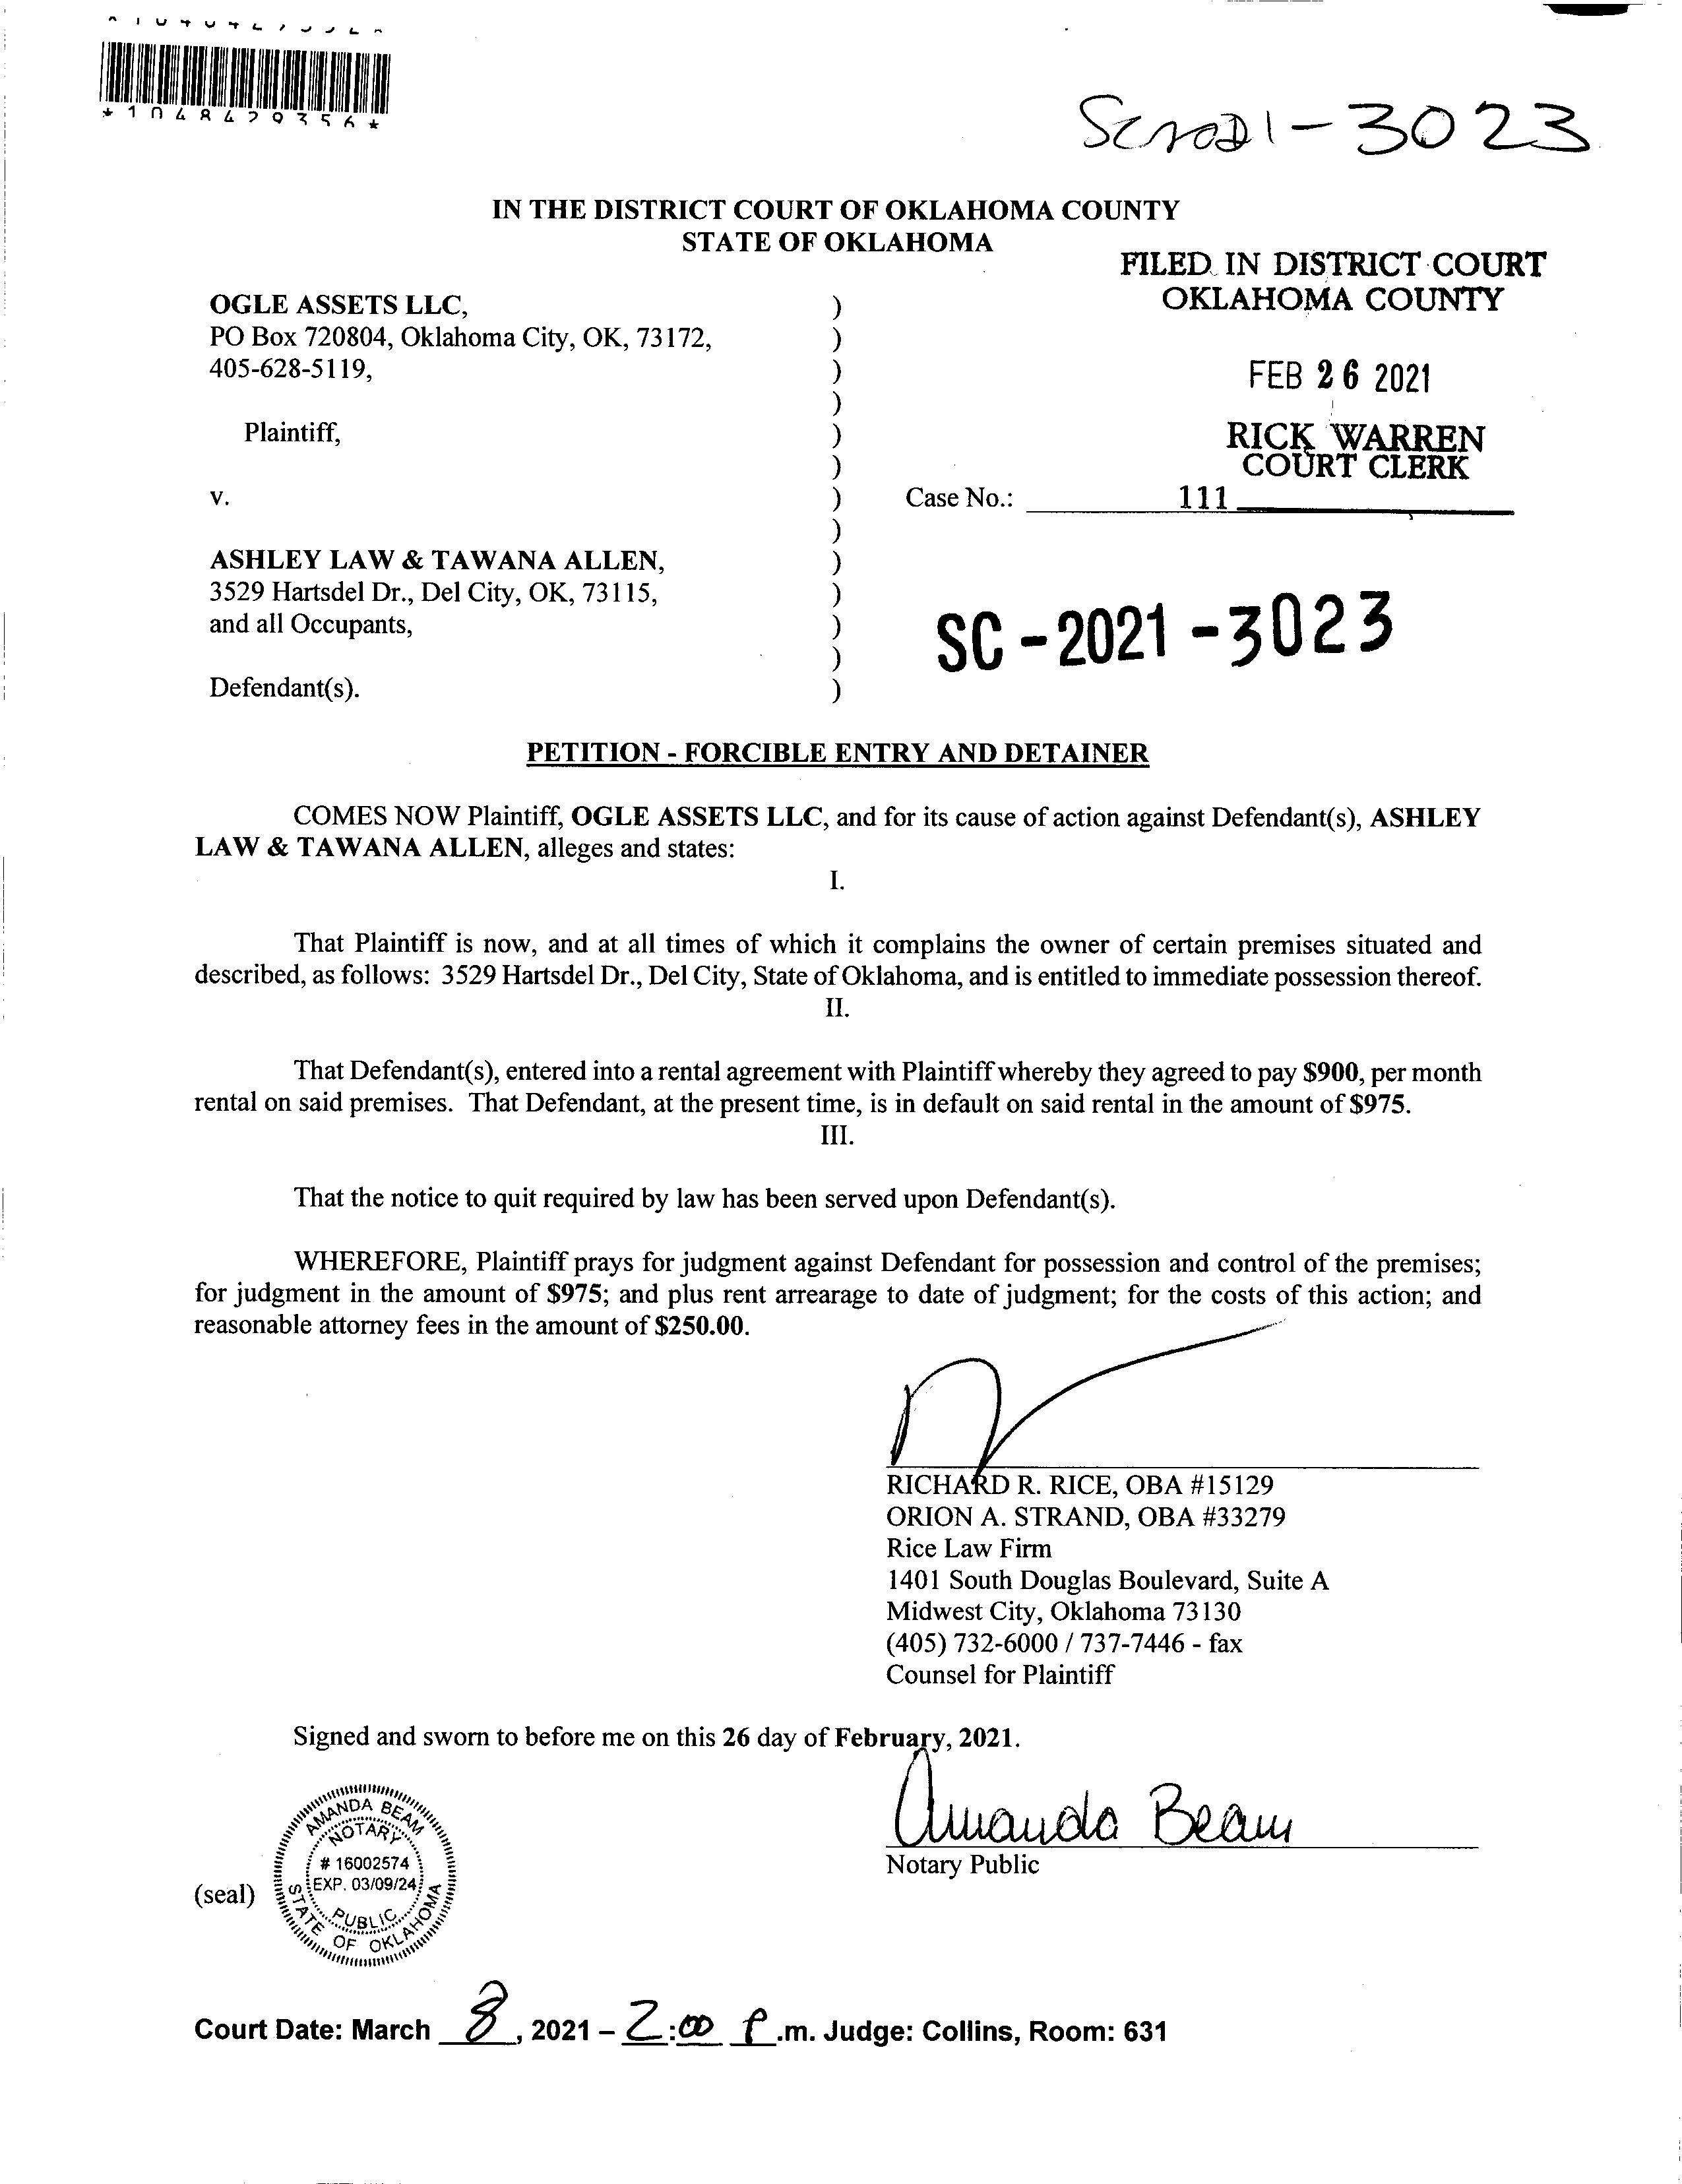 *1048429356*
SC2021-3023
IN THE DISTRICT COURT OF OKLAHOMA COUNTY
STATE OF OKLAHOMA
FILED IN DISTRICT COURT
OKLAHOMA COUNTY
FEB 26 2021
RICK WARREN
COURT CLERK
111
OGLE ASSETS LLC, )
PO Box 720804, Oklahoma City, OK, 73172, )
405-628-5119, )
)
Plaintiff, )
)
v. ) Case No.:
)
ASHLEY LAW & TAWANA ALLEN, )
3529 Hartsdel Dr., Del City, OK, 73115, )
and all Occupants, )
)
Defendant(s). )
SC-2021-3023
PETITION - FORCIBLE ENTRY AND DETAINER
COMES NOW Plaintiff, OGLE ASSETS LLC, and for its cause of action against Defendant(s), ASHLEY
LAW & TAWANA ALLEN, alleges and states:
I.
That Plaintiff is now, and at all times of which it complains the owner of certain premises situated and
described, as follows: 3529 Hartsdel Dr., Del City, State of Oklahoma, and is entitled to immediate possession thereof.
II.
That Defendant(s), entered into a rental agreement with Plaintiff whereby they agreed to pay $900, per month
rental on said premises. That Defendant, at the present time, is in default on said rental in the amount of $975.
III.
That the notice to quit required by law has been served upon Defendant(s).
WHEREFORE, Plaintiff prays for judgment against Defendant for possession and control of the premises;
for judgment in the amount of $975; and plus rent arrearage to date of judgment; for the costs of this action; and
reasonable attorney fees in the amount of $250.00.
RICHARD R. RICE, OBA #15129
ORION A. STRAND, OBA #33279
Rice Law Firm
1401 South Douglas Boulevard, Suite A
Midwest City, Oklahoma 73130
(405) 732-6000 / 737-7446 - fax
Counsel for Plaintiff
Signed and sworn to before me on this 26 day of February, 2021.
Amanda Beam
Notary Public
(seal)
AMANDA BEAM
NOTARY
# 16002574
EXP. 03/09/24
PUBLIC
STATE OF OKLAHOMA
Court Date: March 8, 2021 – 2:00 P.m. Judge: Collins, Room: 631